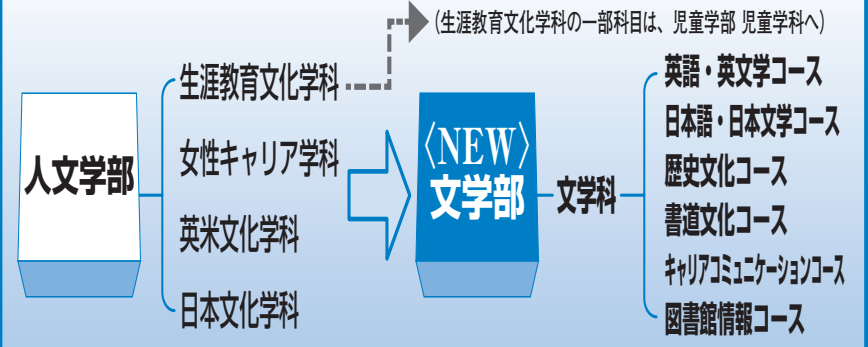 (生涯教育文化学科の一部科目は、児童学部 児童学科へ)
人文学部
生涯教育文化学科
女性キャリア学科
英米文化学科
日本文化学科
〈NEW〉
文学部
文学科
英語・英文学コース
日本語・日本文学コース
歴史文化コース
書道文化コース
キャリアコミュニケーションコース
図書館情報コース